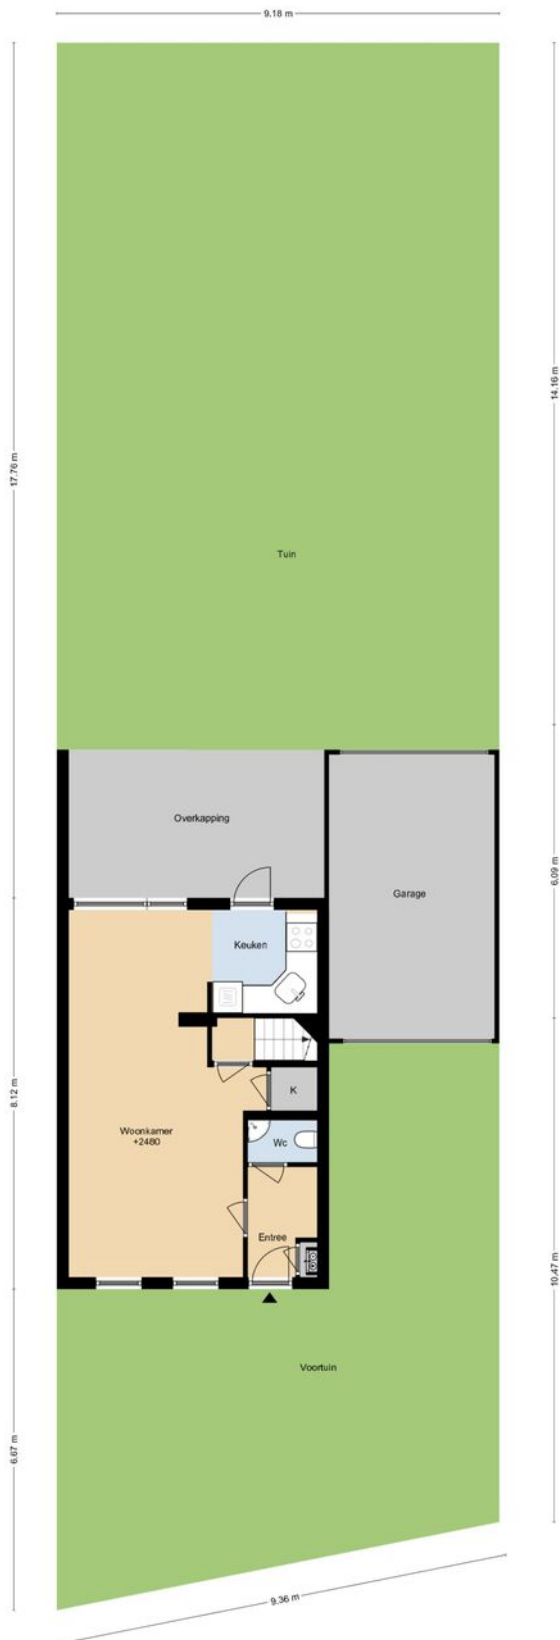 9.18 m
14.16 m
17.76 m
Tuin
Overkapping
6.09 m
Garage
Keuken
K
8.12 m
Woonkamer
+2480
Wc
Entree
10.47 m
Voortuin
6.67 m
9.36 m